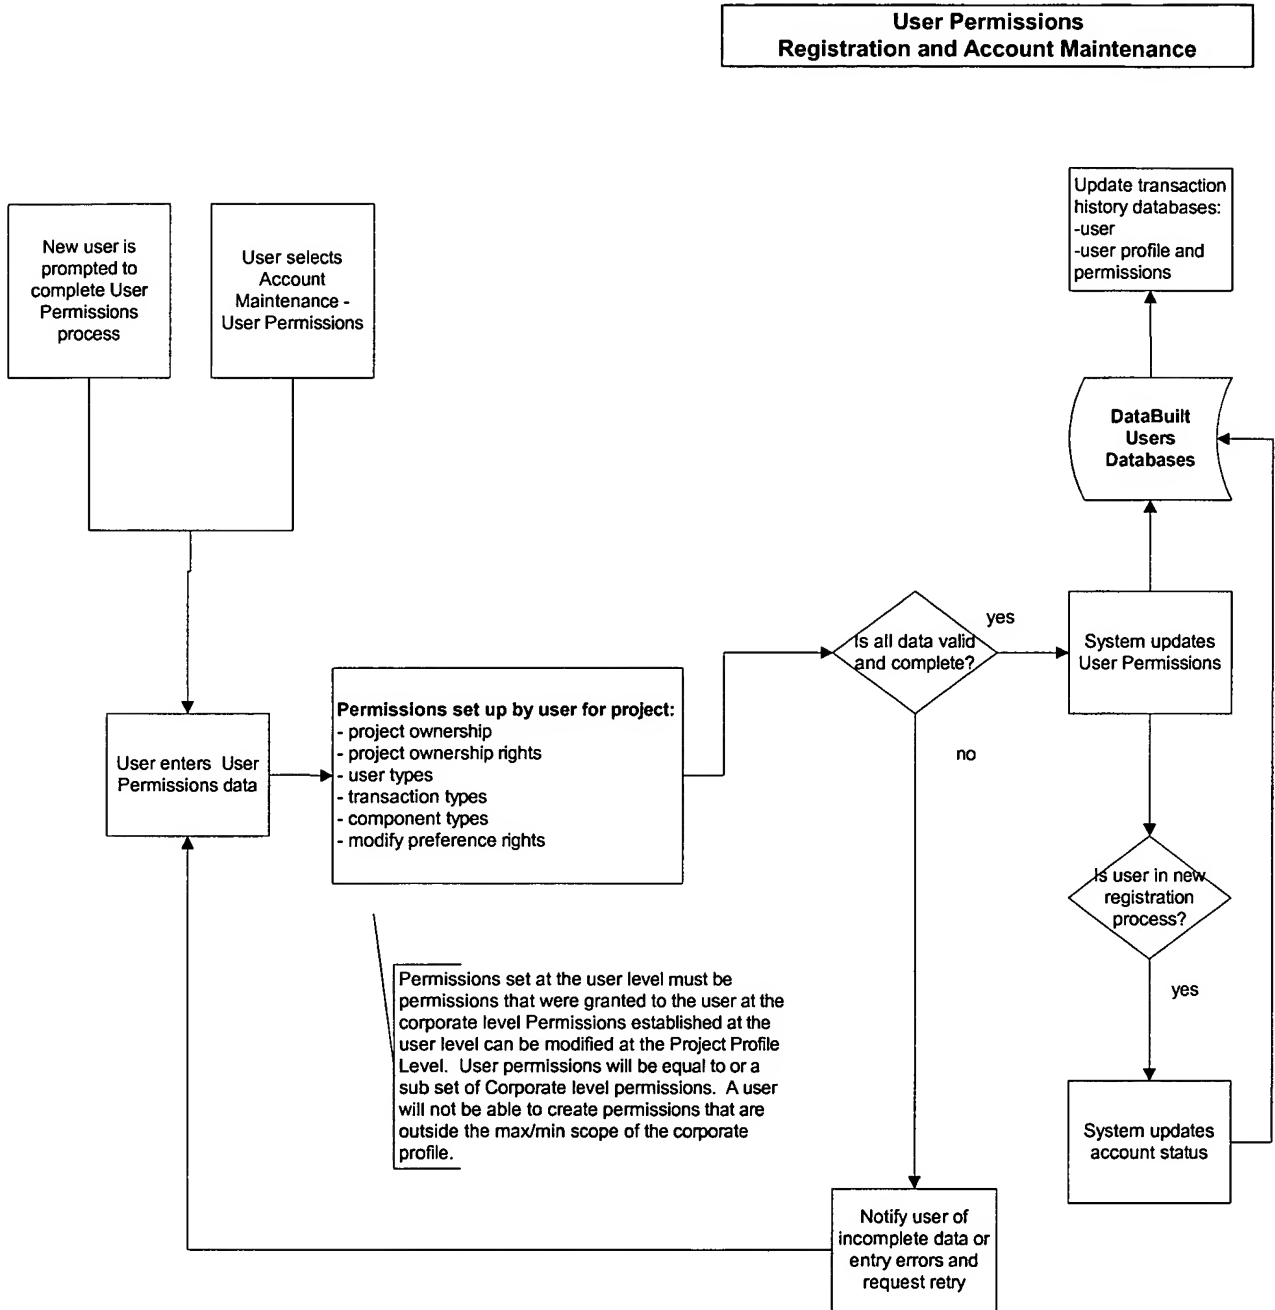 User Permissions
Registration and Account Maintenance
Update transaction
history databases:
-user
-user profile and
permissions
New user is
prompted to
complete User
Permissions
process
User selects
Account
Maintenance -
User Permissions
DataBuilt
Users
Databases
Is all data valid
and complete?
yes
no
System updates
User Permissions
Permissions set up by user for project:
- project ownership
- project ownership rights
- user types
- transaction types
- component types
- modify preference rights
User enters User
Permissions data
Is user in new
registration
process?
yes
Permissions set at the user level must be
permissions that were granted to the user at the
corporate level Permissions established at the
user level can be modified at the Project Profile
Level. User permissions will be equal to or a
sub set of Corporate level permissions. A user
will not be able to create permissions that are
outside the max/min scope of the corporate
profile.
System updates
account status
Notify user of
incomplete data or
entry errors and
request retry